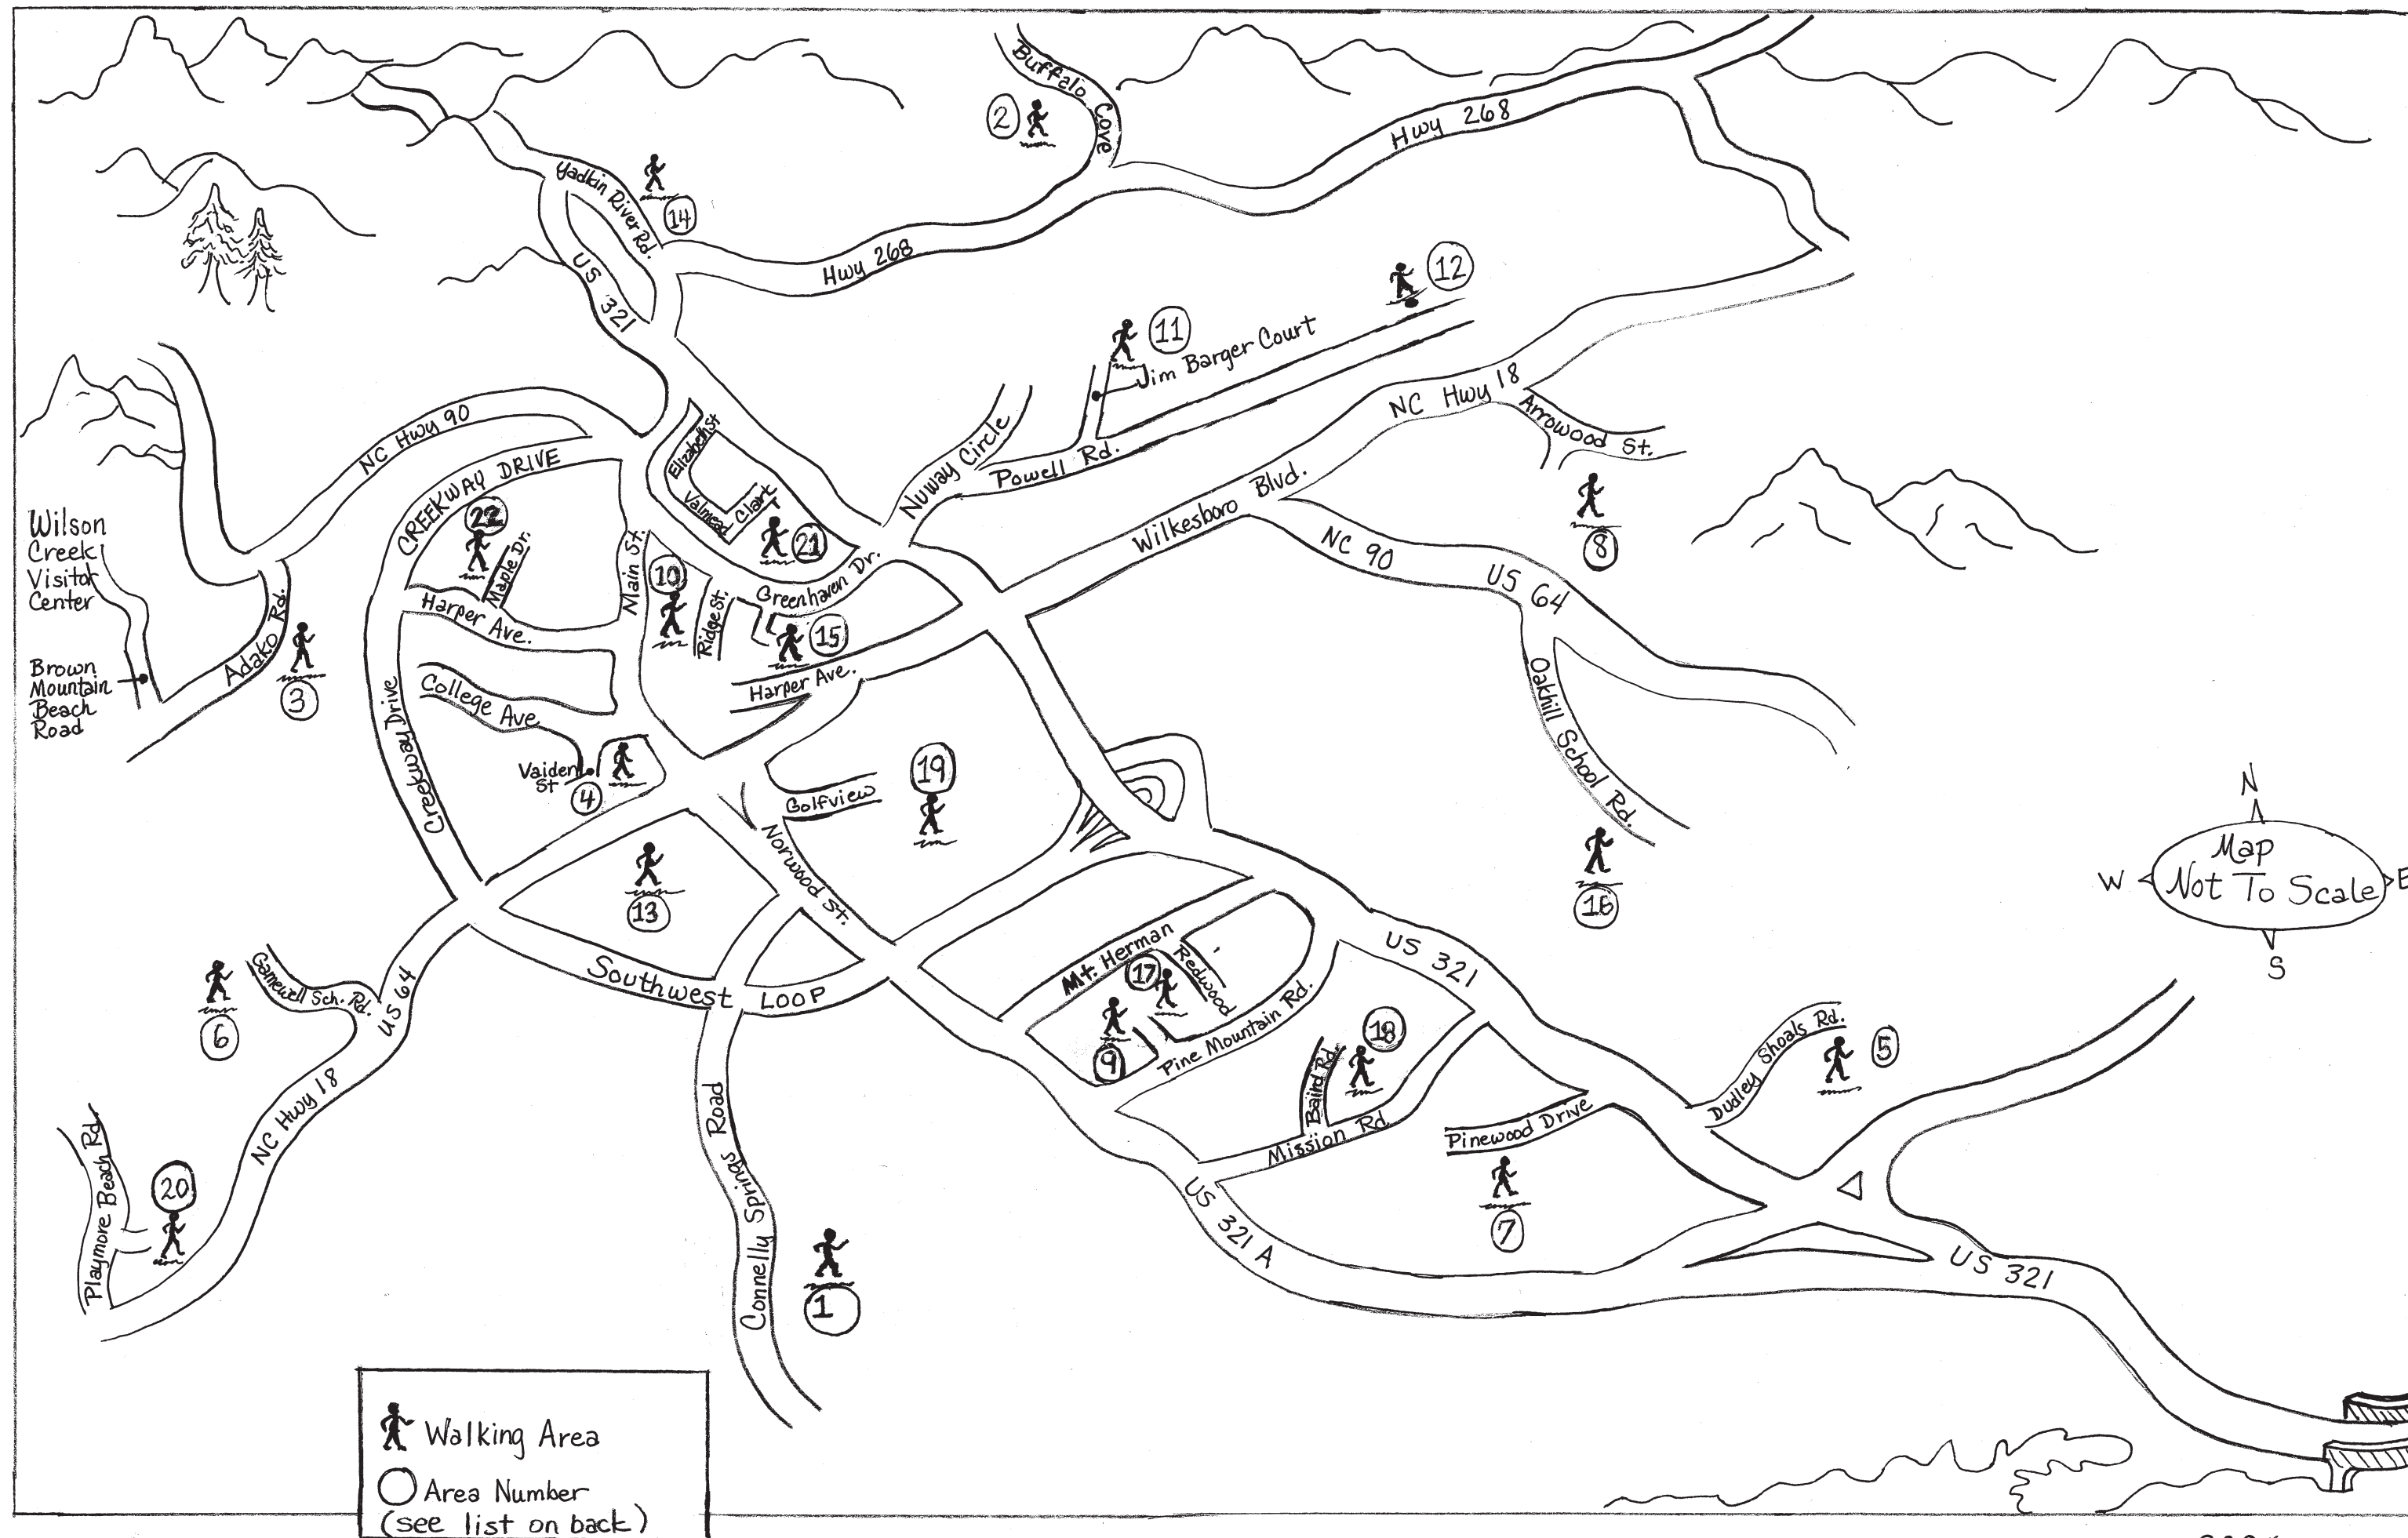 Buffalo Cove
2
Hwy 268
Yadkin River Rd.
14
Hwy 268
US 321
12
11
Jim Barger Court
NC Hwy 18
Arrowood St.
8
NC Hwy 90
Elizabeth St
Valmead
Nuway Circle
Powell Rd.
Wilkesboro Blvd.
NC 90
US 64
CREEKWAY DRIVE
22
Maple Dr.
Harper Ave.
Main St.
10
Ridge St.
21
Greenhaven Dr.
15
Harper Ave.
Wilson
Creek
Visitor
Center
Brown
Mountain
Beach
Road
Adako Rd.
3
Creekway Drive
College Ave
Vaiden
St
4
Golfview
19
Norwood St.
13
Oakhill School Rd.
16
N
W
Map
Not To Scale
E
S
Gamewell Sch. Rd.
6
US 64
NC Hwy 18
Southwest LOOP
Mt. Herman
17
Redwood
9
Pine Mountain Rd.
US 321
18
Baird Rd.
Mission Rd.
Pinewood Drive
7
Dudley Shoals Rd.
5
Playmore Beach Rd.
20
Connelly Springs Road
1
US 321 A
US 321
Walking Area
Area Number
(see list on back)